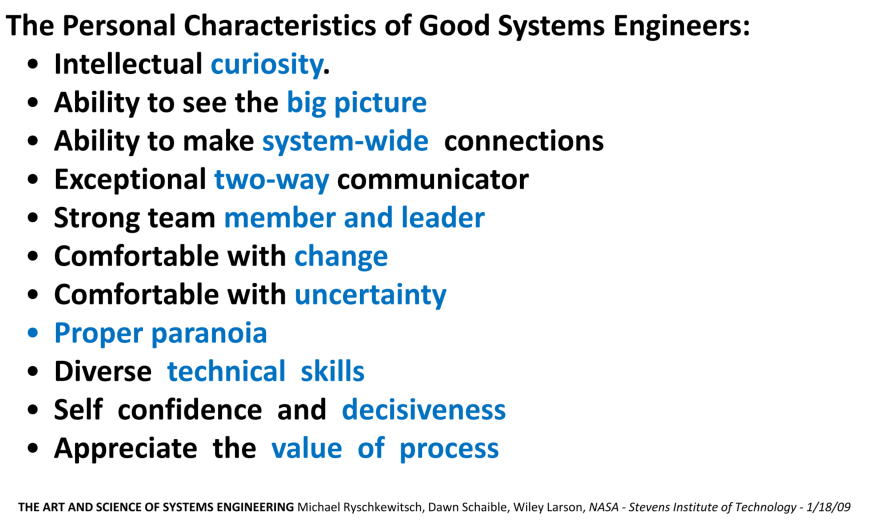 The Personal Characteristics of Good Systems Engineers:
• Intellectual curiosity.
• Ability to see the big picture
• Ability to make system-wide connections
• Exceptional two-way communicator
• Strong team member and leader
• Comfortable with change
• Comfortable with uncertainty
• Proper paranoia
• Diverse technical skills
• Self confidence and decisiveness
• Appreciate the value of process
THE ART AND SCIENCE OF SYSTEMS ENGINEERING Michael Ryschkewitsch, Dawn Schaible, Wiley Larson, NASA - Stevens Institute of Technology - 1/18/09